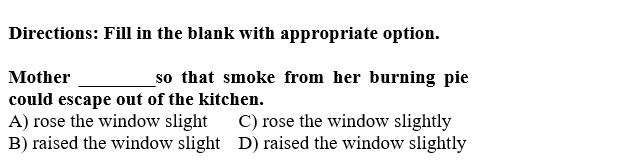 Directions: Fill in the blank with appropriate option.
Mother ________so that smoke from her burning pie
could escape out of the kitchen.
A) rose the window slight C) rose the window slightly
B) raised the window slight D) raised the window slightly